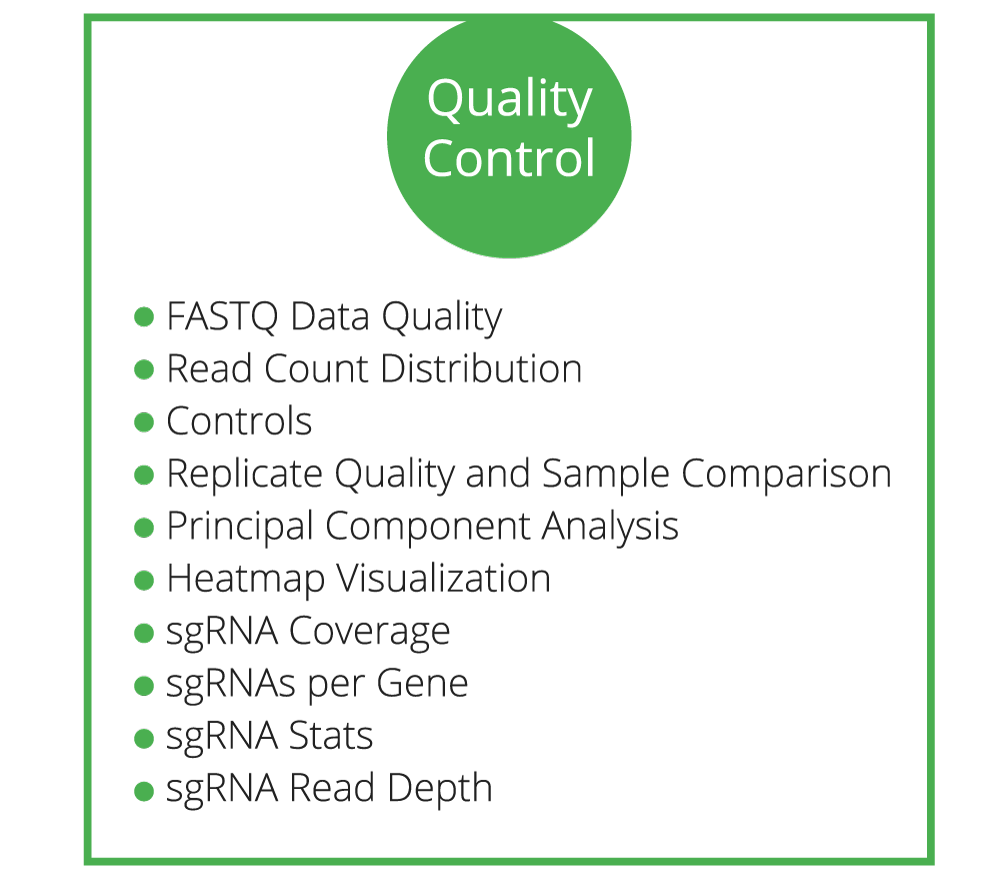 Quality
Control
FASTQ Data Quality
Read Count Distribution
Controls
Replicate Quality and Sample Comparison
Principal Component Analysis
Heatmap Visualization
sgRNA Coverage
sgRNAs per Gene
sgRNA Stats
sgRNA Read Depth